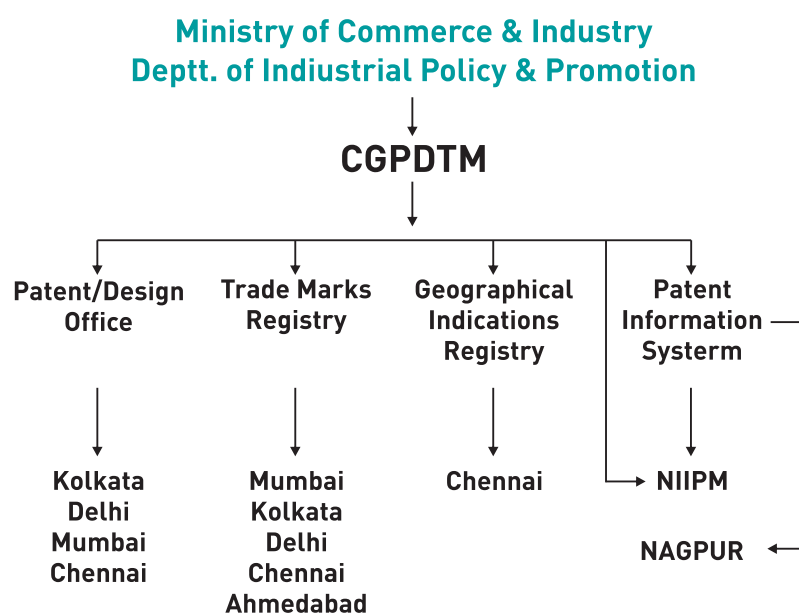 Ministry of Commerce & Industry
Deptt. of Indiustrial Policy & Promotion
CGPDTM
Patent/Design
Office
Trade Marks
Registry
Geographical
Indications
Registry
Patent
Information
Systerm
Kolkata
Delhi
Mumbai
Chennai
Mumbai
Kolkata
Delhi
Chennai
Ahmedabad
Chennai
NIIPM
NAGPUR